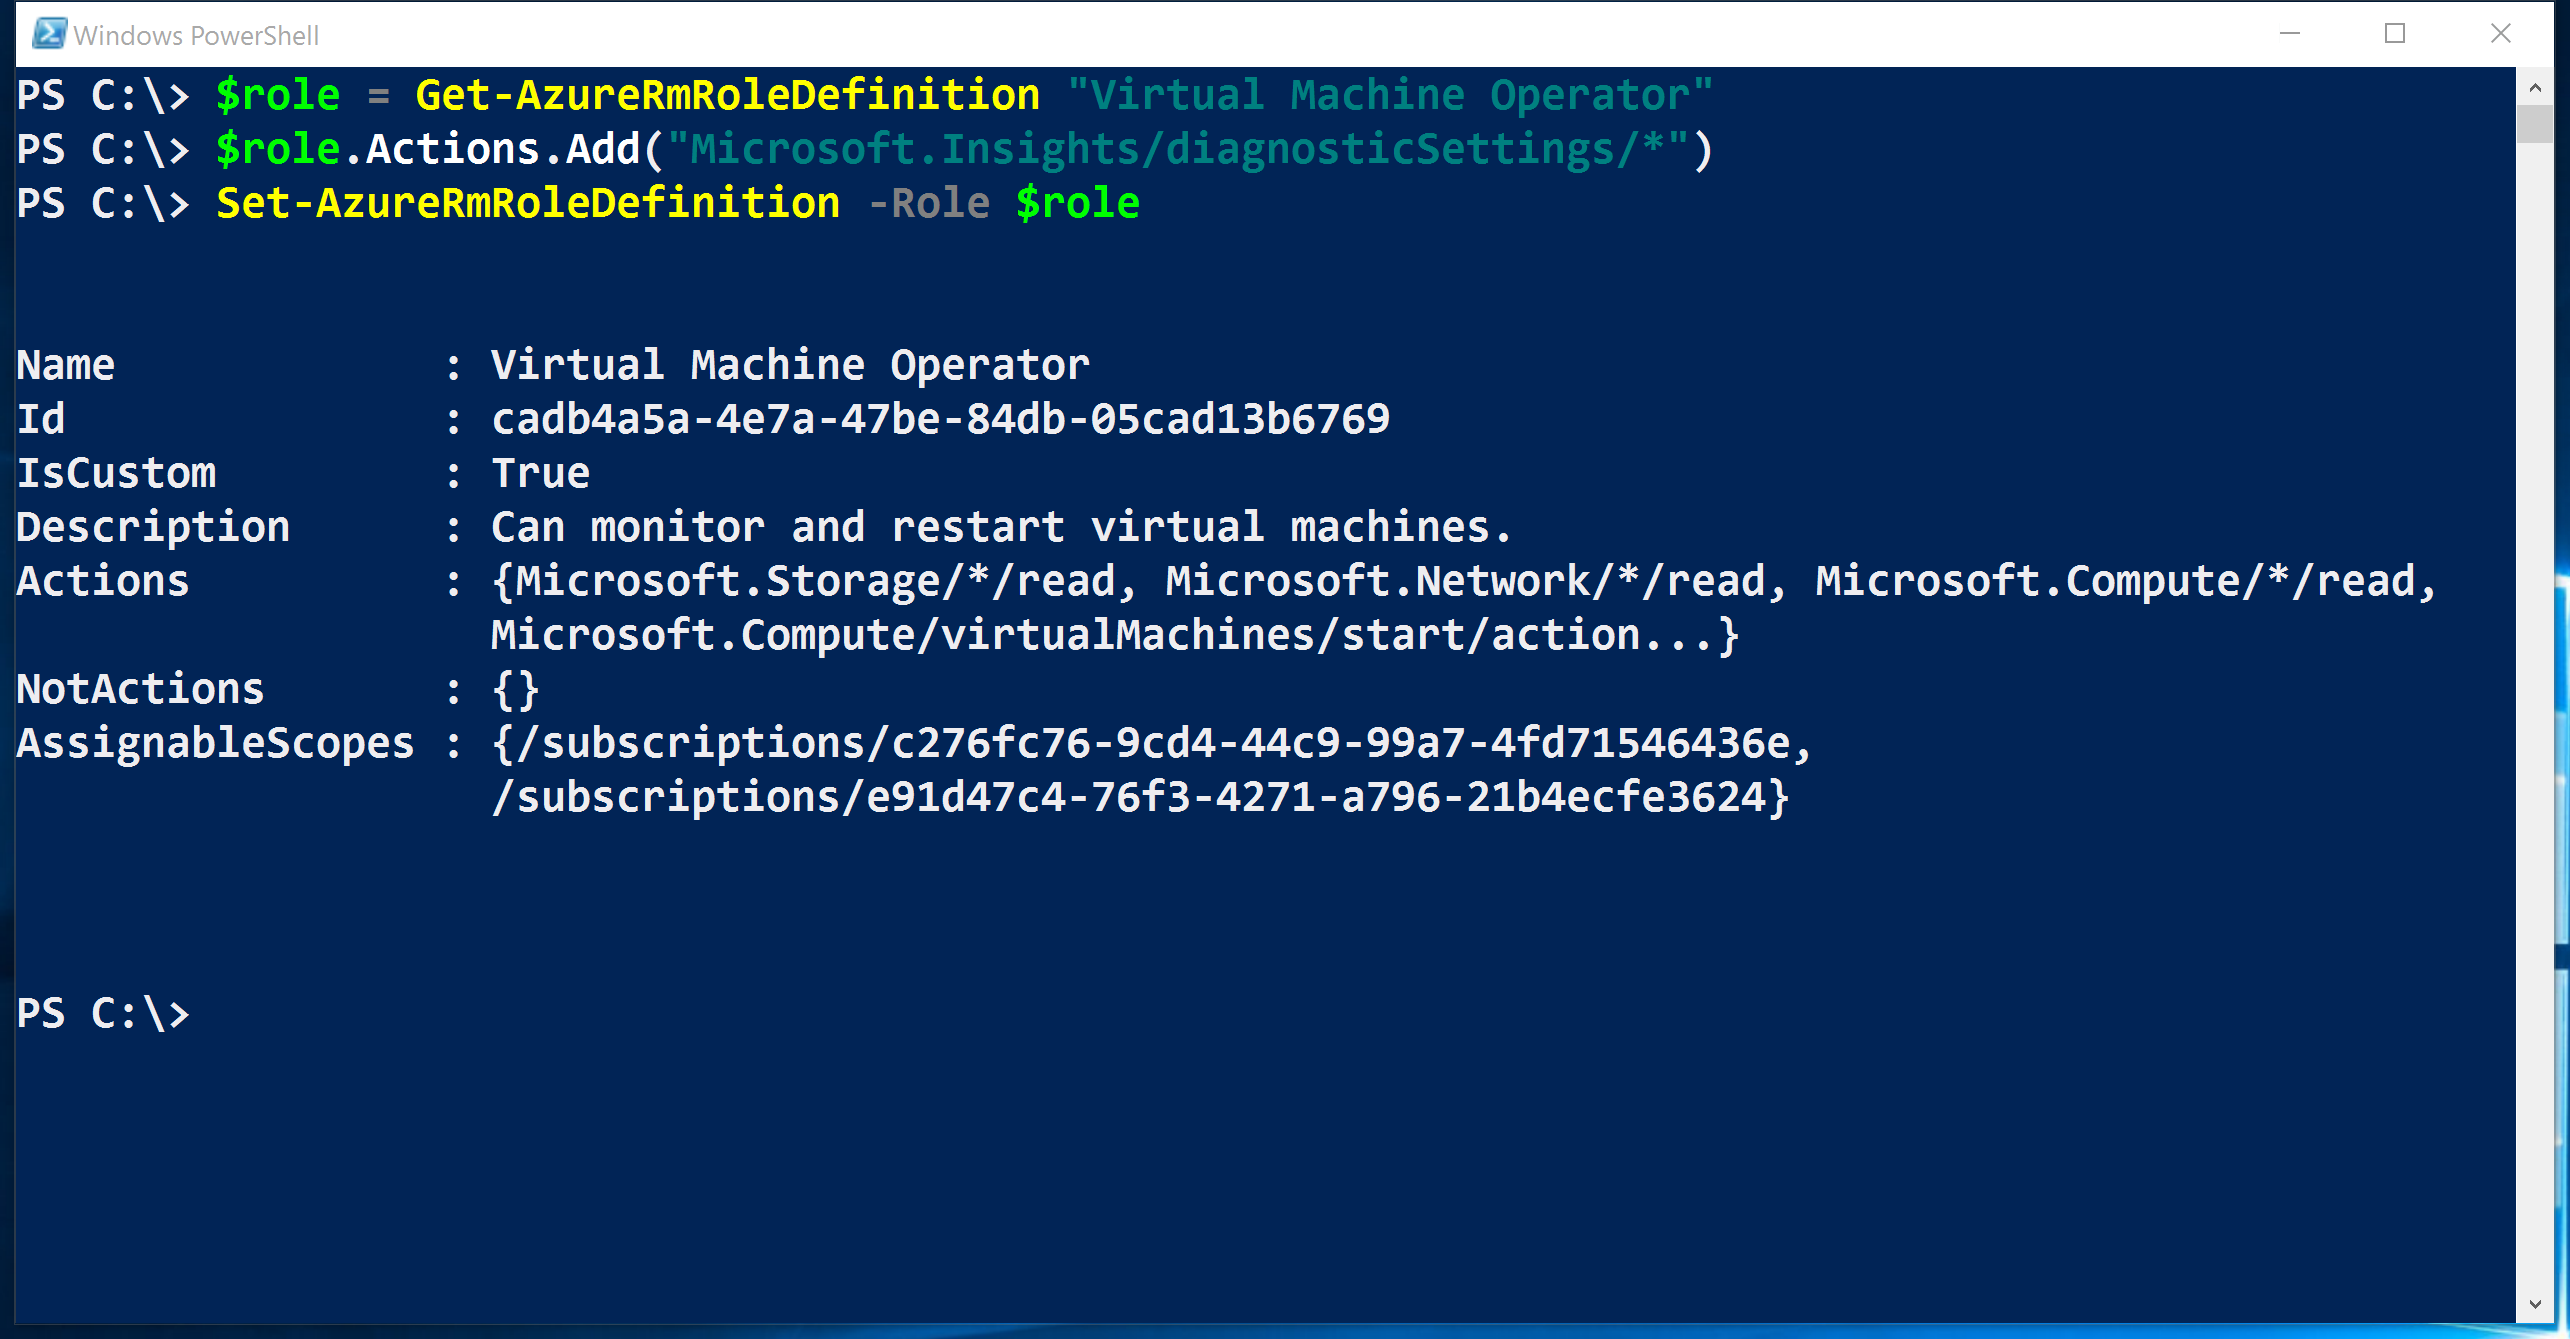 Windows PowerShell
PS C:\> $role = Get-AzureRmRoleDefinition "Virtual Machine Operator"
PS C:\> $role.Actions.Add("Microsoft.Insights/diagnosticSettings/*")
PS C:\> Set-AzureRmRoleDefinition -Role $role
Name : Virtual Machine Operator
Id : cadb4a5a-4e7a-47be-84db-05cad13b6769
IsCustom : True
Description : Can monitor and restart virtual machines.
Actions : {Microsoft.Storage/*/read, Microsoft.Network/*/read, Microsoft.Compute/*/read,
Microsoft.Compute/virtualMachines/start/action...}
NotActions : {}
AssignableScopes : {/subscriptions/c276fc76-9cd4-44c9-99a7-4fd71546436e,
/subscriptions/e91d47c4-76f3-4271-a796-21b4ecfe3624}
PS C:\>